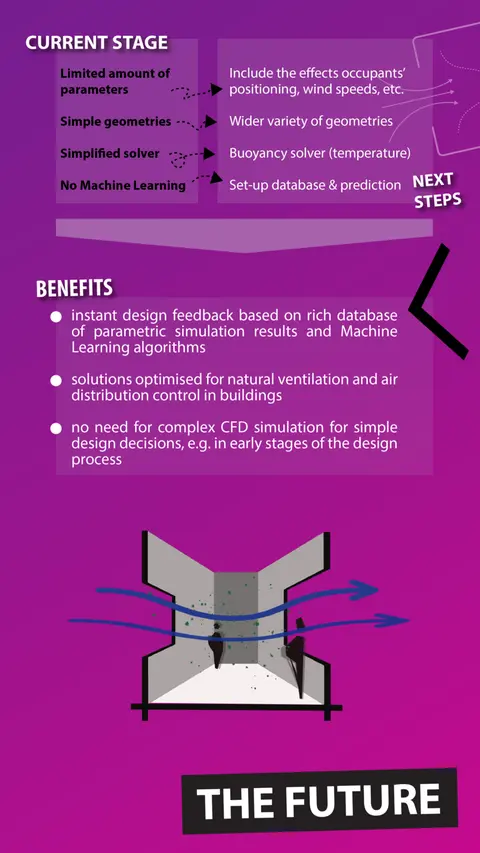 CURRENT STAGE
Limited amount of
parameters
Include the effects occupants’
positioning, wind speeds, etc.
Simple geometries
Wider variety of geometries
Simplified solver
Buoyancy solver (temperature)
No Machine Learning
Set-up database & prediction
NEXT
STEPS
BENEFITS
instant design feedback based on rich database
of parametric simulation results and Machine
Learning algorithms
solutions optimised for natural ventilation and air
distribution control in buildings
no need for complex CFD simulation for simple
design decisions, e.g. in early stages of the design
process
THE FUTURE